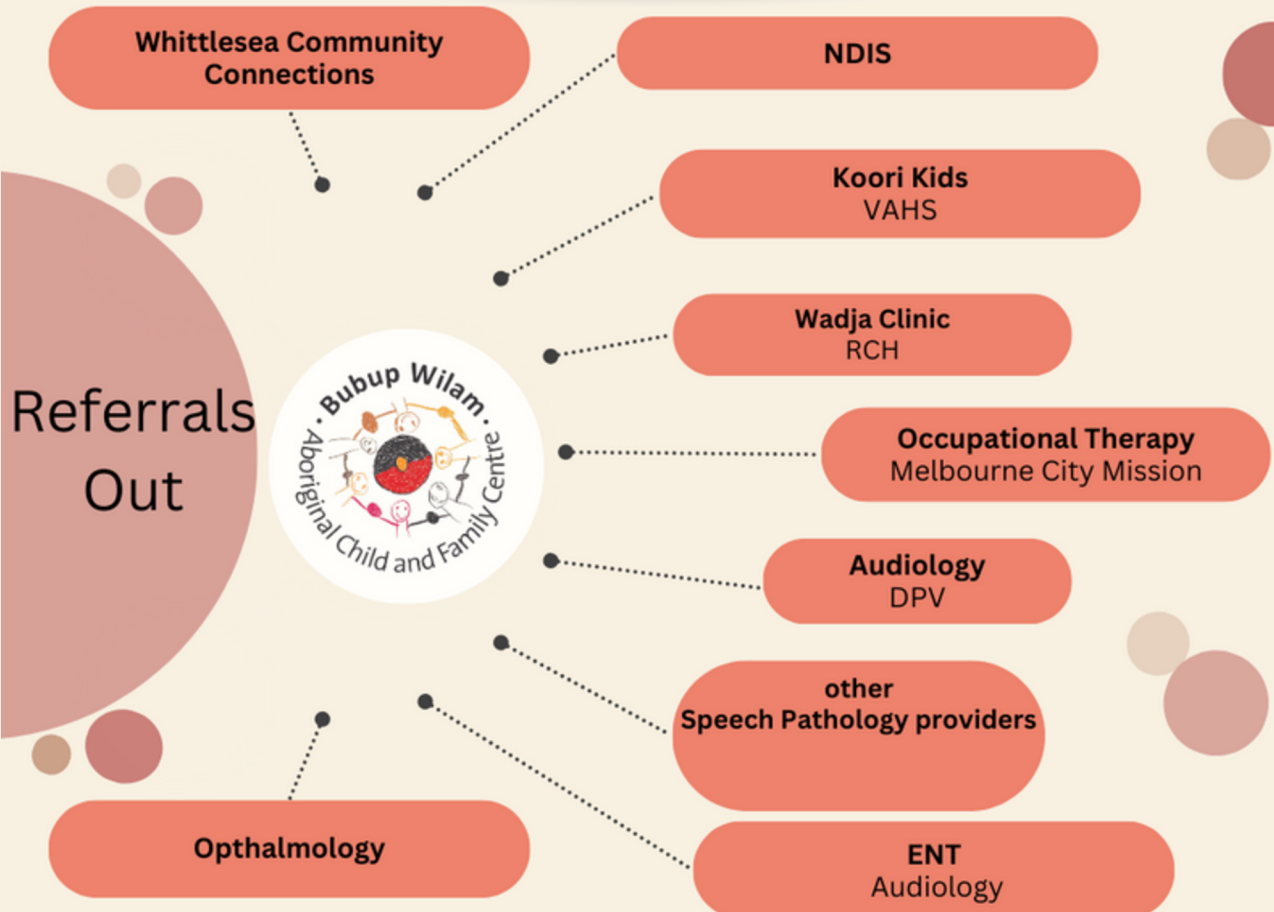 Whittlesea Community
Connections
NDIS
Koori Kids
VAHS
Wadja Clinic
RCH
Referrals
Out
Bubup Wilam
Aboriginal Child and Family Centre
Occupational Therapy
Melbourne City Mission
Audiology
DPV
other
Speech Pathology providers
Opthalmology
ENT
Audiology